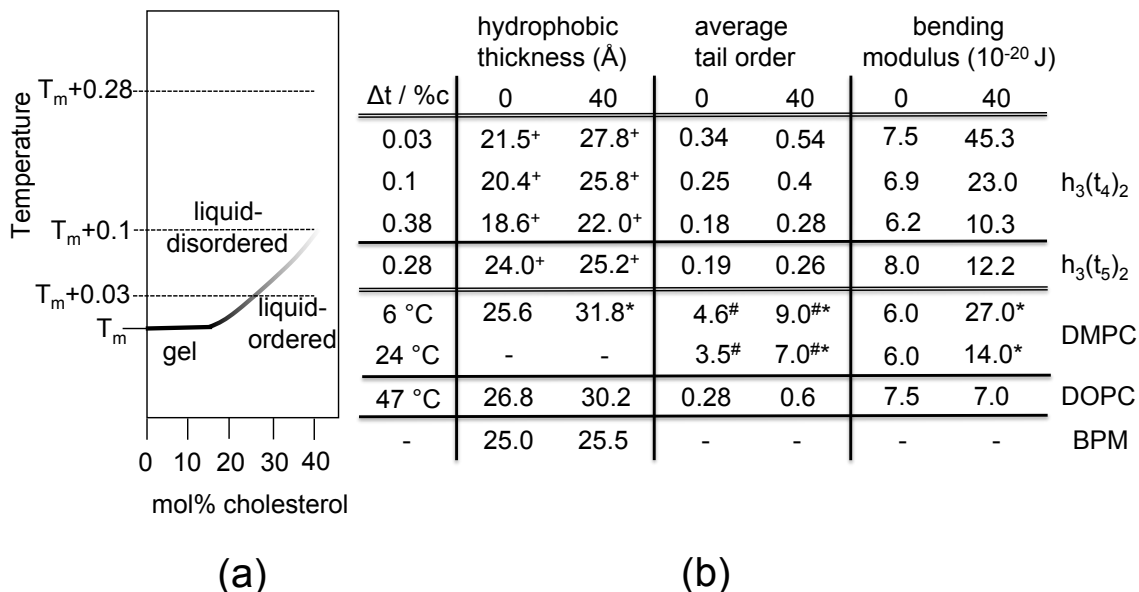 Temperature
Tm+0.28
Tm+0.1
Tm+0.03
Tm
liquid-
disordered
liquid-
ordered
gel
0 10 20 30 40
mol% cholesterol
(a)
hydrophobic average bending
thickness (Å) tail order modulus (10-20 J)
Δt / %c 0 40 0 40 0 40
0.03 21.5+ 27.8+ 0.34 0.54 7.5 45.3
0.1 20.4+ 25.8+ 0.25 0.4 6.9 23.0 h3(t4)2
0.38 18.6+ 22. 0+ 0.18 0.28 6.2 10.3
0.28 24.0+ 25.2+ 0.19 0.26 8.0 12.2 h3(t5)2
6 °C 25.6 31.8* 4.6# 9.0#* 6.0 27.0* DMPC
24 °C - - 3.5# 7.0#* 6.0 14.0*
47 °C 26.8 30.2 0.28 0.6 7.5 7.0 DOPC
- 25.0 25.5 - - - - BPM
(b)